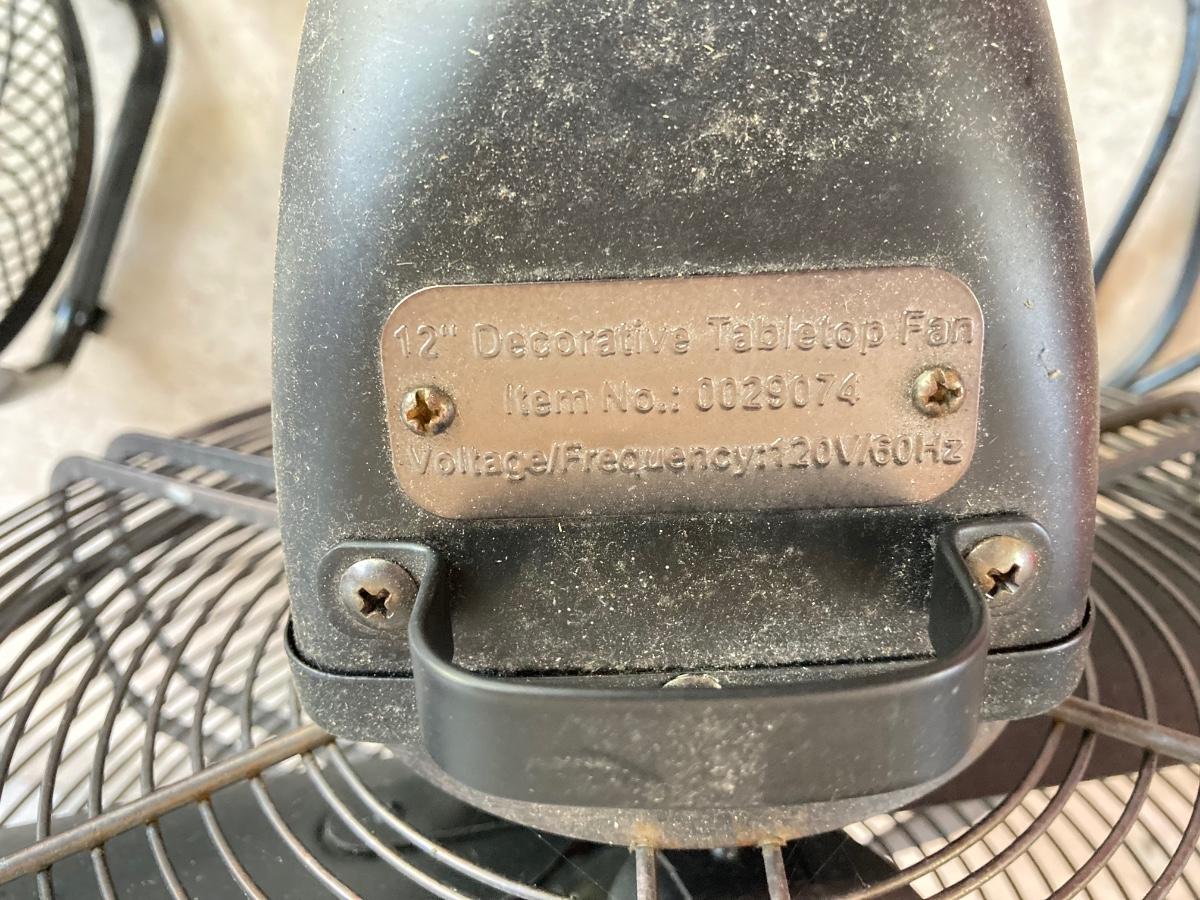 12" Decorative Tabletop Fan
Item No.: 0029074
Voltage/Frequency:120V/60Hz